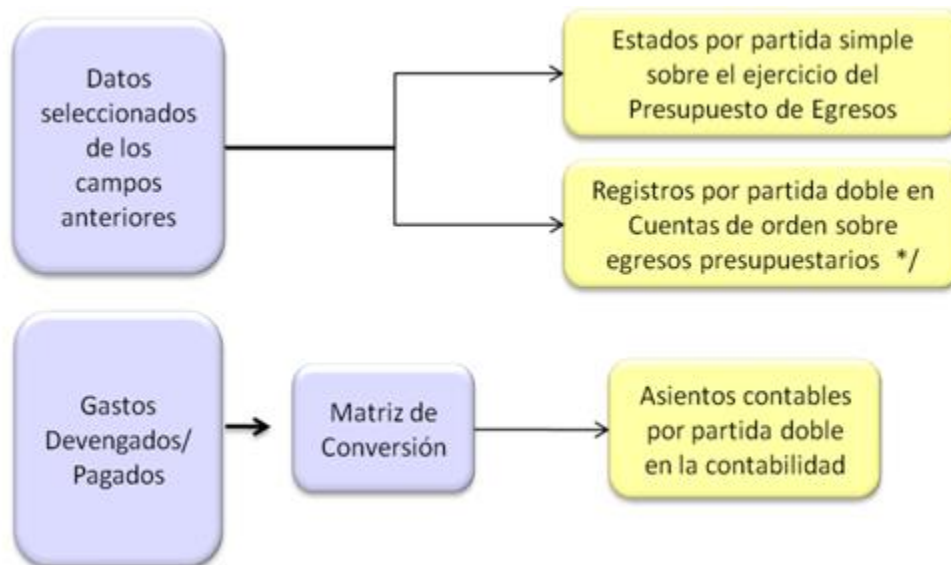 Datos
seleccionados
de los
campos
anteriores
Estados por partida simple
sobre el ejercicio del
Presupuesto de Egresos
Registros por partida doble en
Cuentas de orden sobre
egresos presupuestarios */
Gastos
Devengados/
Pagados
Matriz de
Conversión
Asientos contables
por partida doble
en la contabilidad